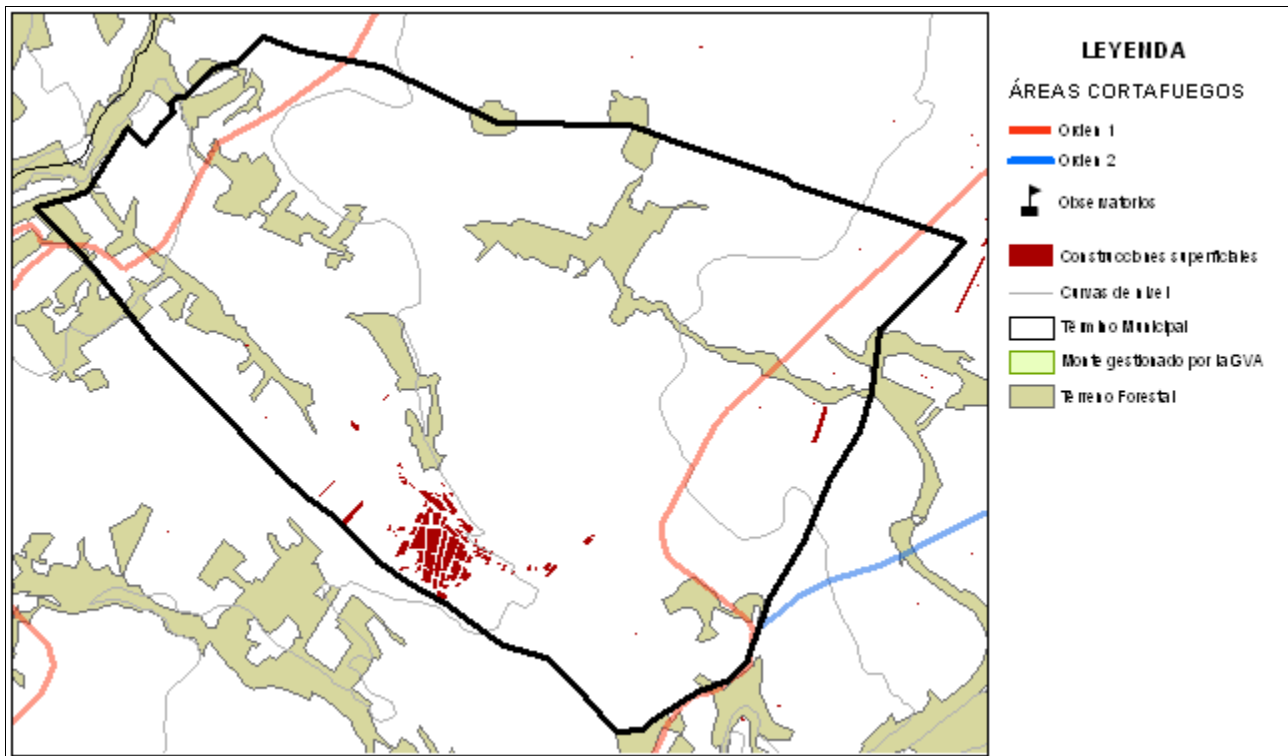 LEYENDA
ÁREAS CORTAFUEGOS
Orden 1
Orden 2
Observatorios
Construcciones superficiales
Curvas de nivel
Término Municipal
Monte gestionado por la GVA
Terreno Forestal